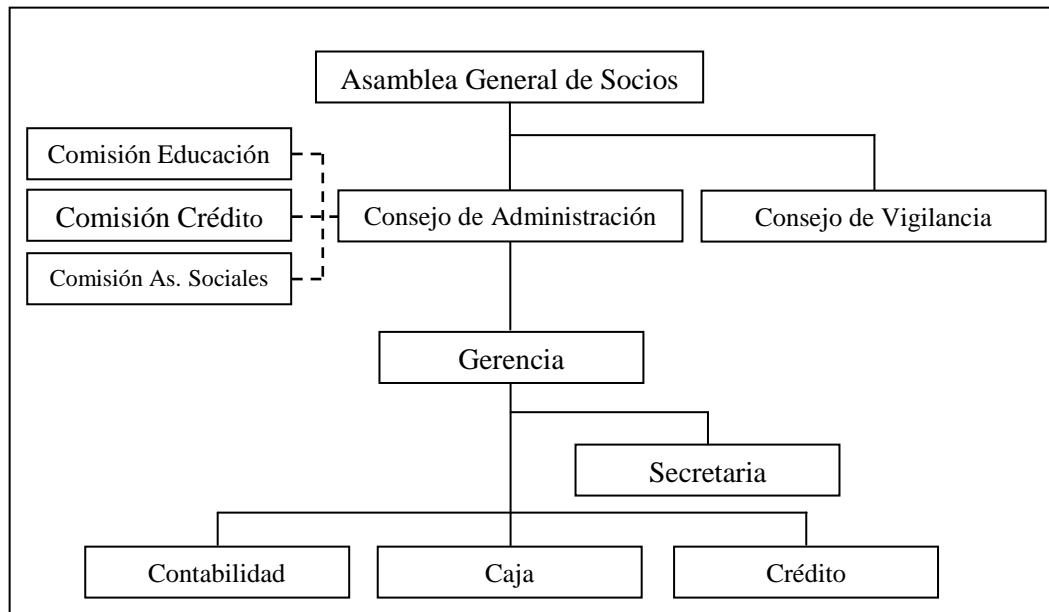 Asamblea General de Socios
Comisión Educación
Comisión Crédito
Consejo de Administración
Consejo de Vigilancia
Comisión As. Sociales
Gerencia
Secretaria
Contabilidad
Caja
Crédito